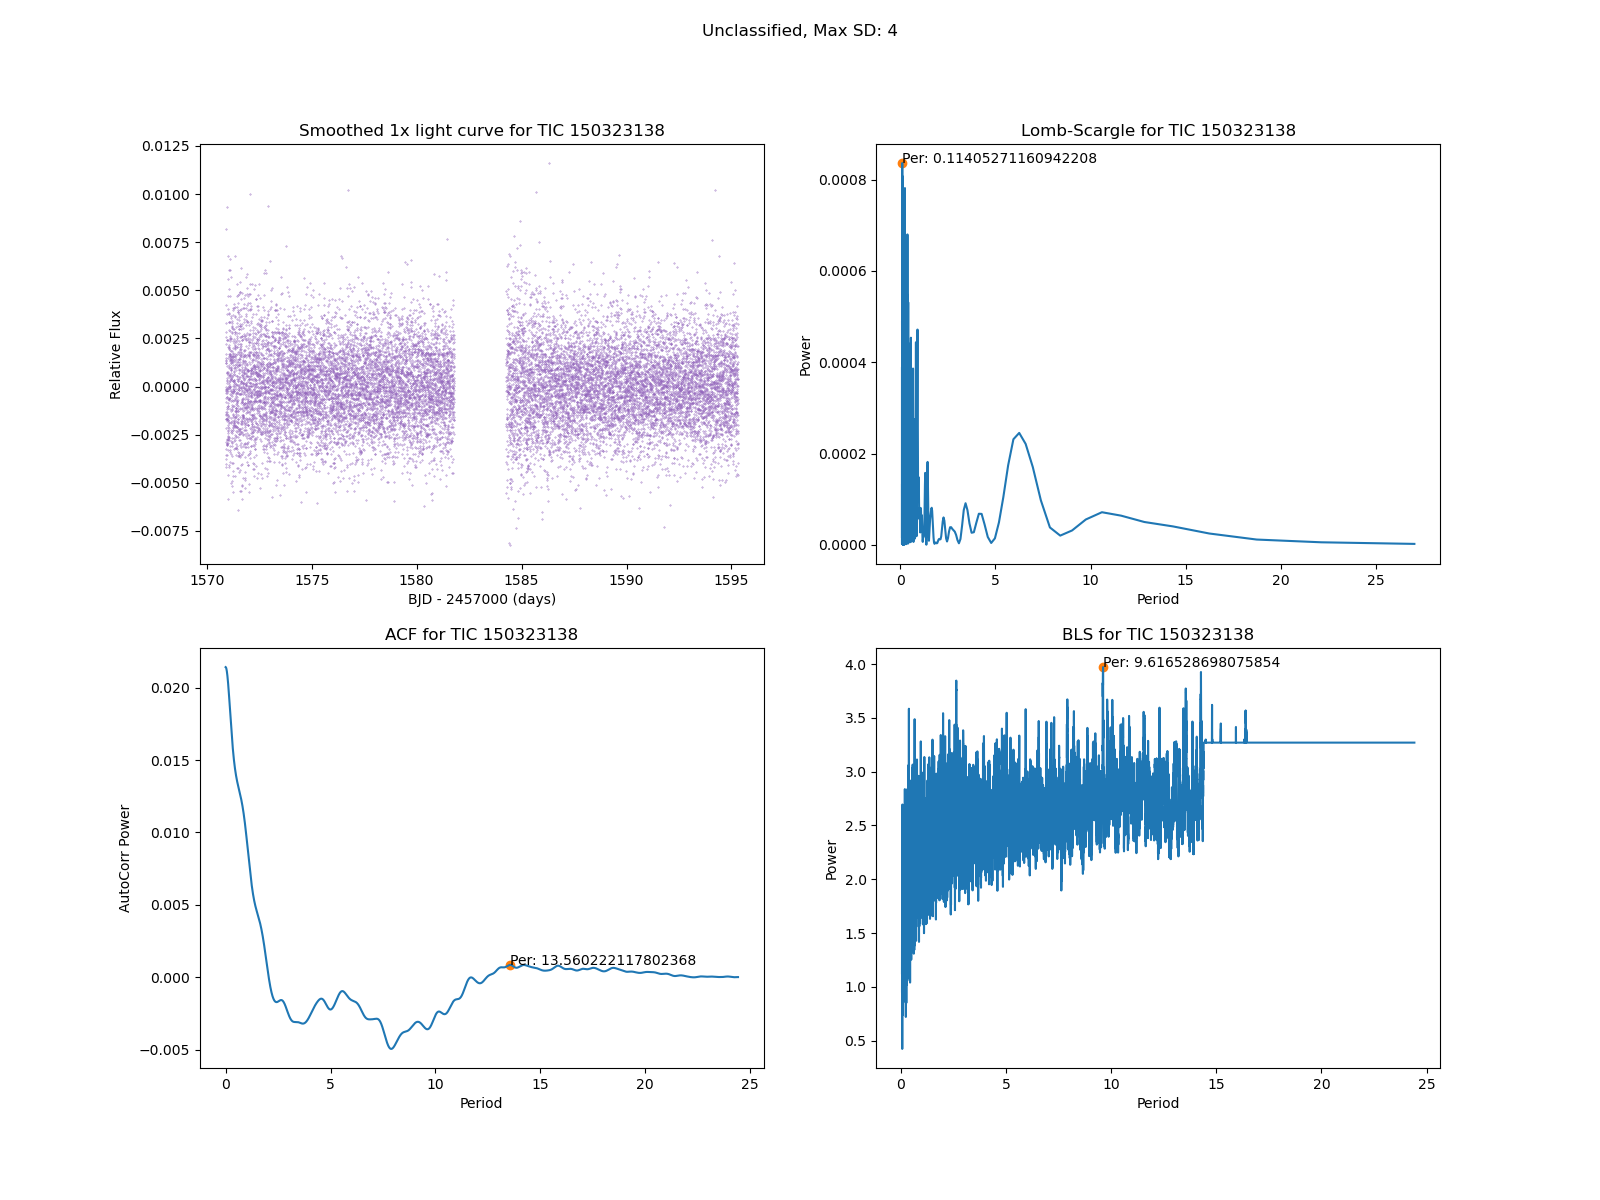 Unclassified, Max SD: 4
Smoothed 1x light curve for TIC 150323138
0.0125
0.0100
0.0075
0.0050
0.0025
0.0000
−0.0025
−0.0050
−0.0075
Relative Flux
1570 1575 1580 1585 1590 1595
BJD - 2457000 (days)
Lomb-Scargle for TIC 150323138
Per: 0.11405271160942208
0.0008
0.0006
0.0004
0.0002
0.0000
Power
0 5 10 15 20 25
Period
ACF for TIC 150323138
0.020
0.015
0.010
0.005
0.000
−0.005
AutoCorr Power
Per: 13.560222117802368
0 5 10 15 20 25
Period
BLS for TIC 150323138
Per: 9.616528698075854
4.0
3.5
3.0
2.5
2.0
1.5
1.0
0.5
Power
0 5 10 15 20 25
Period